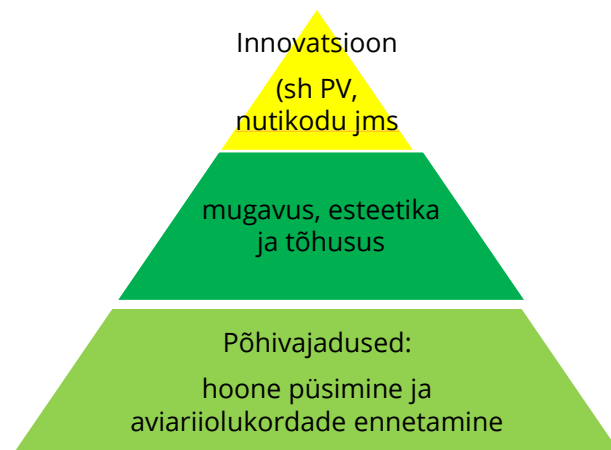 Innovatsioon
(sh PV,
nutikodu jms
mugavus, esteetika
ja tõhusus
Põhivajadused:
hoone püsimine ja
aviariiolukordade ennetamine